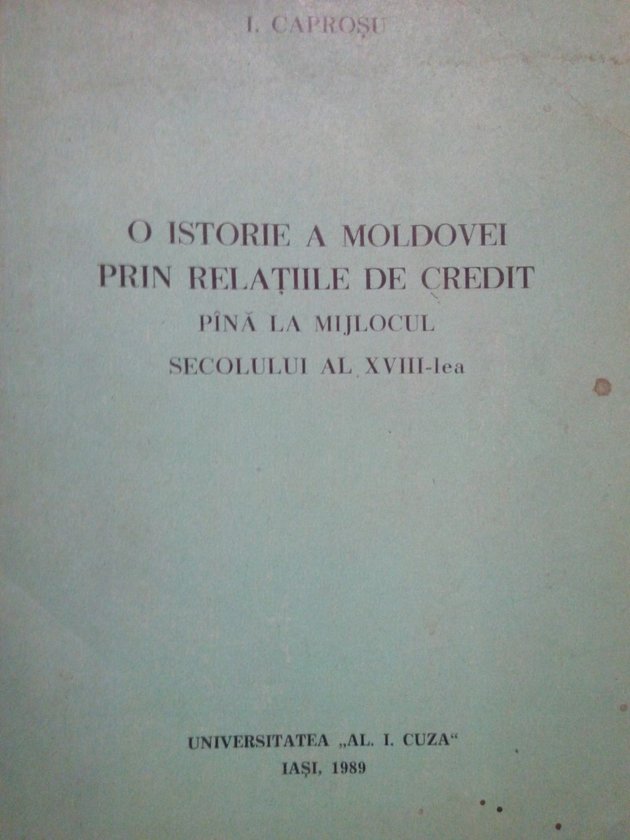 I. CAPROȘU
O ISTORIE A MOLDOVEI
PRIN RELAȚIILE DE CREDIT
PÎNĂ LA MIJLOCUL
SECOLULUI AL XVIII-lea
UNIVERSITATEA „AL. I. CUZA“
IAȘI, 1989